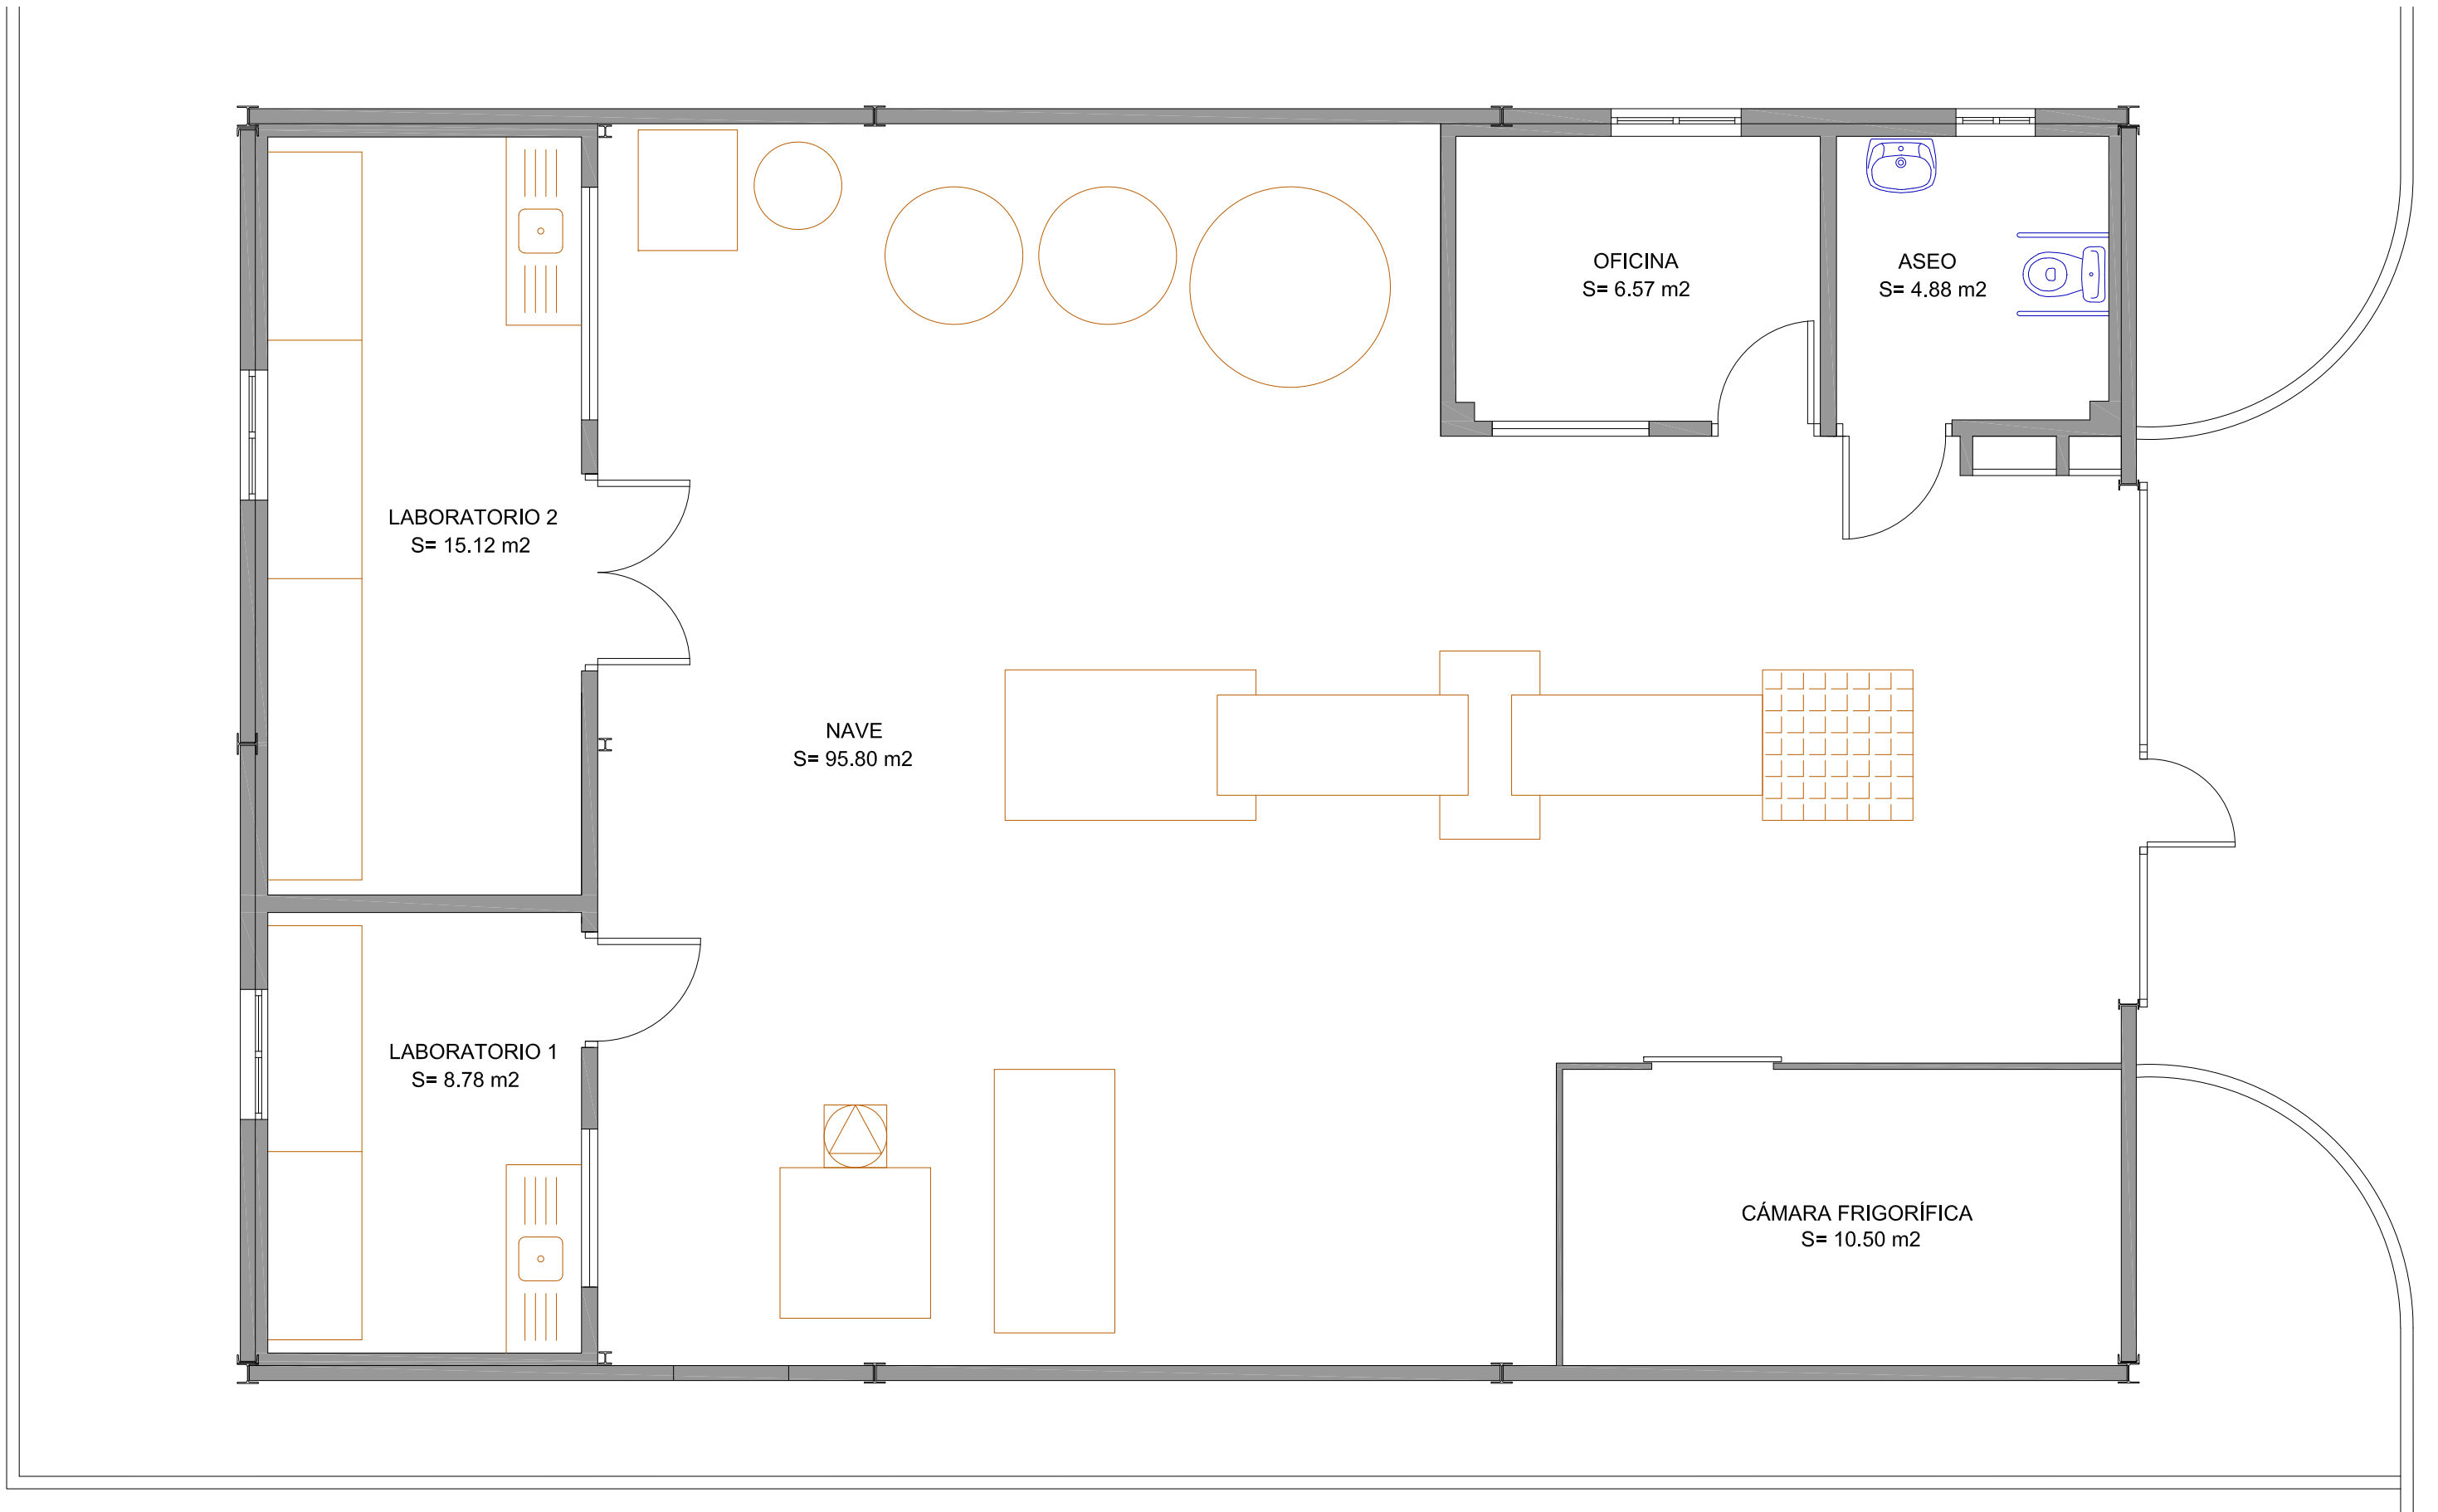 OFICINA
S= 6.57 m2
ASEO
S= 4.88 m2
LABORATORIO 2
S= 15.12 m2
NAVE
S= 95.80 m2
LABORATORIO 1
S= 8.78 m2
CÁMARA FRIGORÍFICA
S= 10.50 m2